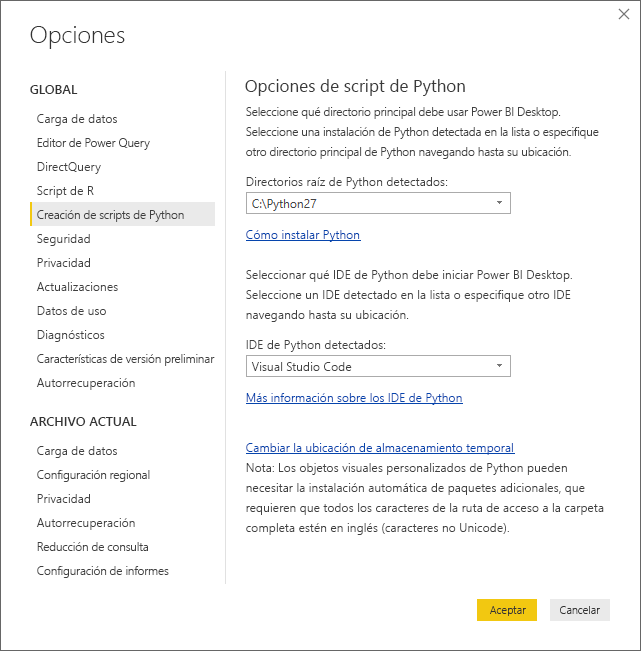 Opciones
GLOBAL
Carga de datos
Editor de Power Query
DirectQuery
Script de R
Creación de scripts de Python
Seguridad
Privacidad
Actualizaciones
Datos de uso
Diagnósticos
Características de versión preliminar
Autorrecuperación
ARCHIVO ACTUAL
Carga de datos
Configuración regional
Privacidad
Autorrecuperación
Reducción de consulta
Configuración de informes
Opciones de script de Python
Seleccione qué directorio principal debe usar Power BI Desktop.
Seleccione una instalación de Python detectada en la lista o especifique
otro directorio principal de Python navegando hasta su ubicación.
Directorios raíz de Python detectados:
C:\Python27
Cómo instalar Python
Seleccionar qué IDE de Python debe iniciar Power BI Desktop.
Seleccione un IDE detectado en la lista o especifique otro IDE
navegando hasta su ubicación.
IDE de Python detectados:
Visual Studio Code
Más información sobre los IDE de Python
Cambiar la ubicación de almacenamiento temporal
Nota: Los objetos visuales personalizados de Python pueden
necesitar la instalación automática de paquetes adicionales, que
requieren que todos los caracteres de la ruta de acceso a la carpeta
completa estén en inglés (caracteres no Unicode).
Aceptar
Cancelar